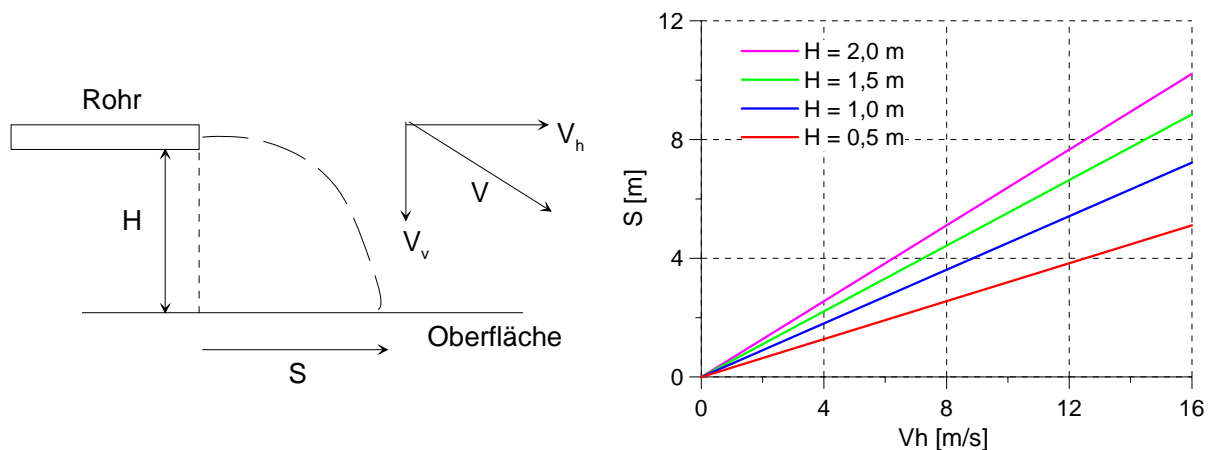 Rohr
H
S
Oberfläche
V_h
V
V_v
S [m]
12
8
4
0
H = 2,0 m
H = 1,5 m
H = 1,0 m
H = 0,5 m
0 4 8 12 16
Vh [m/s]